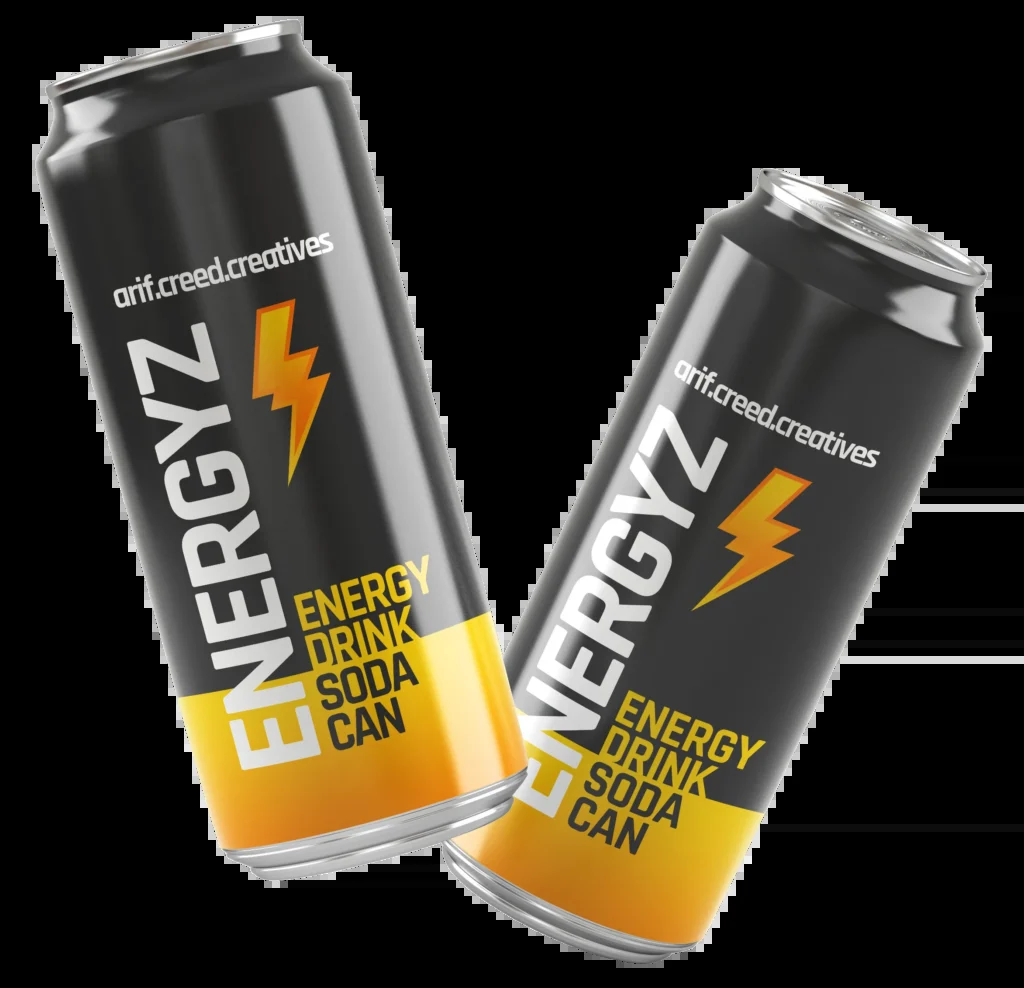 arif.creed.creatives
ENERGYZ
ENERGY
DRINK
SODA
CAN
arif.creed.creatives
ENERGYZ
ENERGY
DRINK
SODA
CAN